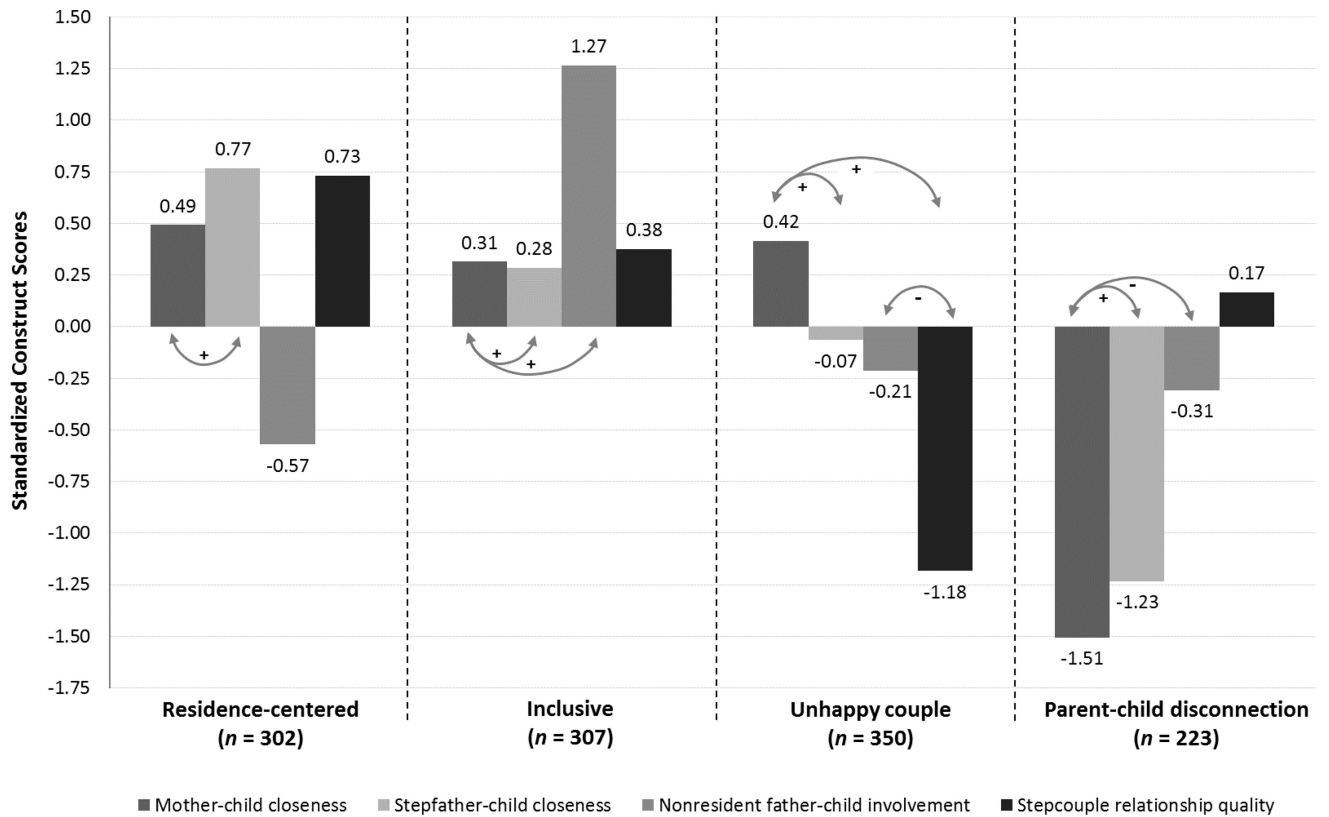 Standardized Construct Scores
1.50
1.25
1.00
0.75
0.50
0.25
0.00
-0.25
-0.50
-0.75
-1.00
-1.25
-1.50
-1.75
0.49
0.77
-0.57
0.73
+
0.31
0.28
1.27
0.38
+
+
0.42
-0.07
-0.21
-1.18
+
+
-
-1.51
-1.23
-0.31
0.17
+
-
Residence-centered
(n = 302)
Inclusive
(n = 307)
Unhappy couple
(n = 350)
Parent-child disconnection
(n = 223)
Mother-child closeness
Stepfather-child closeness
Nonresident father-child involvement
Stepcouple relationship quality